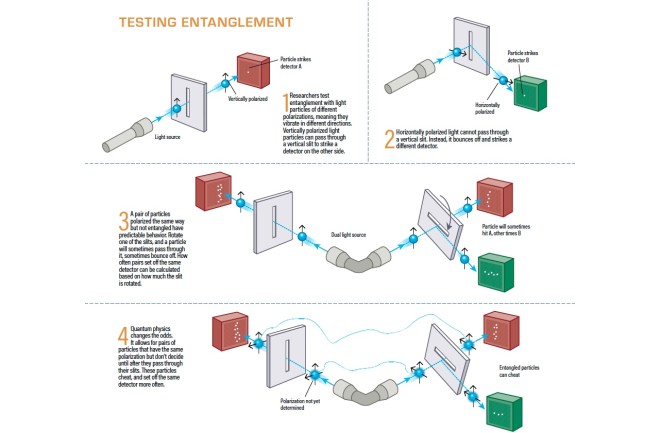 TESTING ENTANGLEMENT
Particle strikes
detector A
Vertically polarized
Light source
1 Researchers test
entanglement with light
particles of different
polarizations, meaning they
vibrate in different directions.
Vertically polarized light
particles can pass through
a vertical slit to strike a
detector on the other side.
Particle strikes
detector B
Horizontally
polarized
2 Horizontally polarized light cannot pass through
a vertical slit. Instead, it bounces off and strikes a
different detector.
3 A pair of particles
polarized the same way
but not entangled have
predictable behavior. Rotate
one of the slits, and a particle
will sometimes pass through
it, sometimes bounce off. How
often pairs set off the same
detector can be calculated
based on how much the slit
is rotated.
Dual light source
Particle will sometimes
hit A, other times B
4 Quantum physics
changes the odds.
It allows for pairs of
particles that have the same
polarization but don't decide
until after they pass through
their slits. These particles
cheat, and set off the same
detector more often.
Polarization not yet
determined
Entangled particles
can cheat